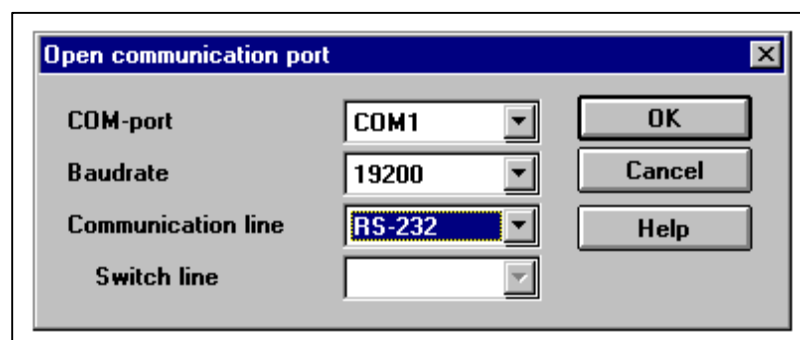 Open communication port
COM-port COM1 OK
Baudrate 19200 Cancel
Communication line RS-232 Help
Switch line